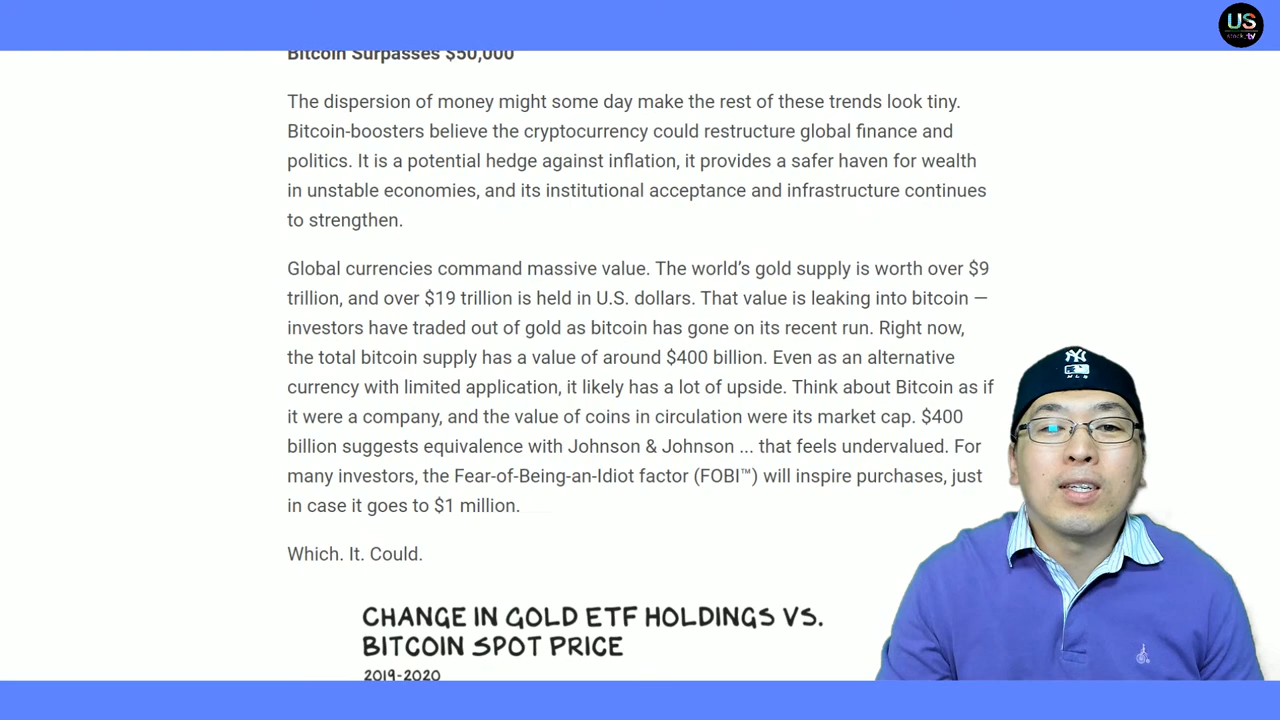 US
Bitcoin Surpasses $50,000
The dispersion of money might some day make the rest of these trends look tiny.
Bitcoin-boosters believe the cryptocurrency could restructure global finance and
politics. It is a potential hedge against inflation, it provides a safer haven for wealth
in unstable economies, and its institutional acceptance and infrastructure continues
to strengthen.
Global currencies command massive value. The world’s gold supply is worth over $9
trillion, and over $19 trillion is held in U.S. dollars. That value is leaking into bitcoin —
investors have traded out of gold as bitcoin has gone on its recent run. Right now,
the total bitcoin supply has a value of around $400 billion. Even as an alternative
currency with limited application, it likely has a lot of upside. Think about Bitcoin as if
it were a company, and the value of coins in circulation were its market cap. $400
billion suggests equivalence with Johnson & Johnson ... that feels undervalued. For
many investors, the Fear-of-Being-an-Idiot factor (FOBI™) will inspire purchases, just
in case it goes to $1 million.
Which. It. Could.
CHANGE IN GOLD ETF HOLDINGS VS.
BITCOIN SPOT PRICE
2019-2020